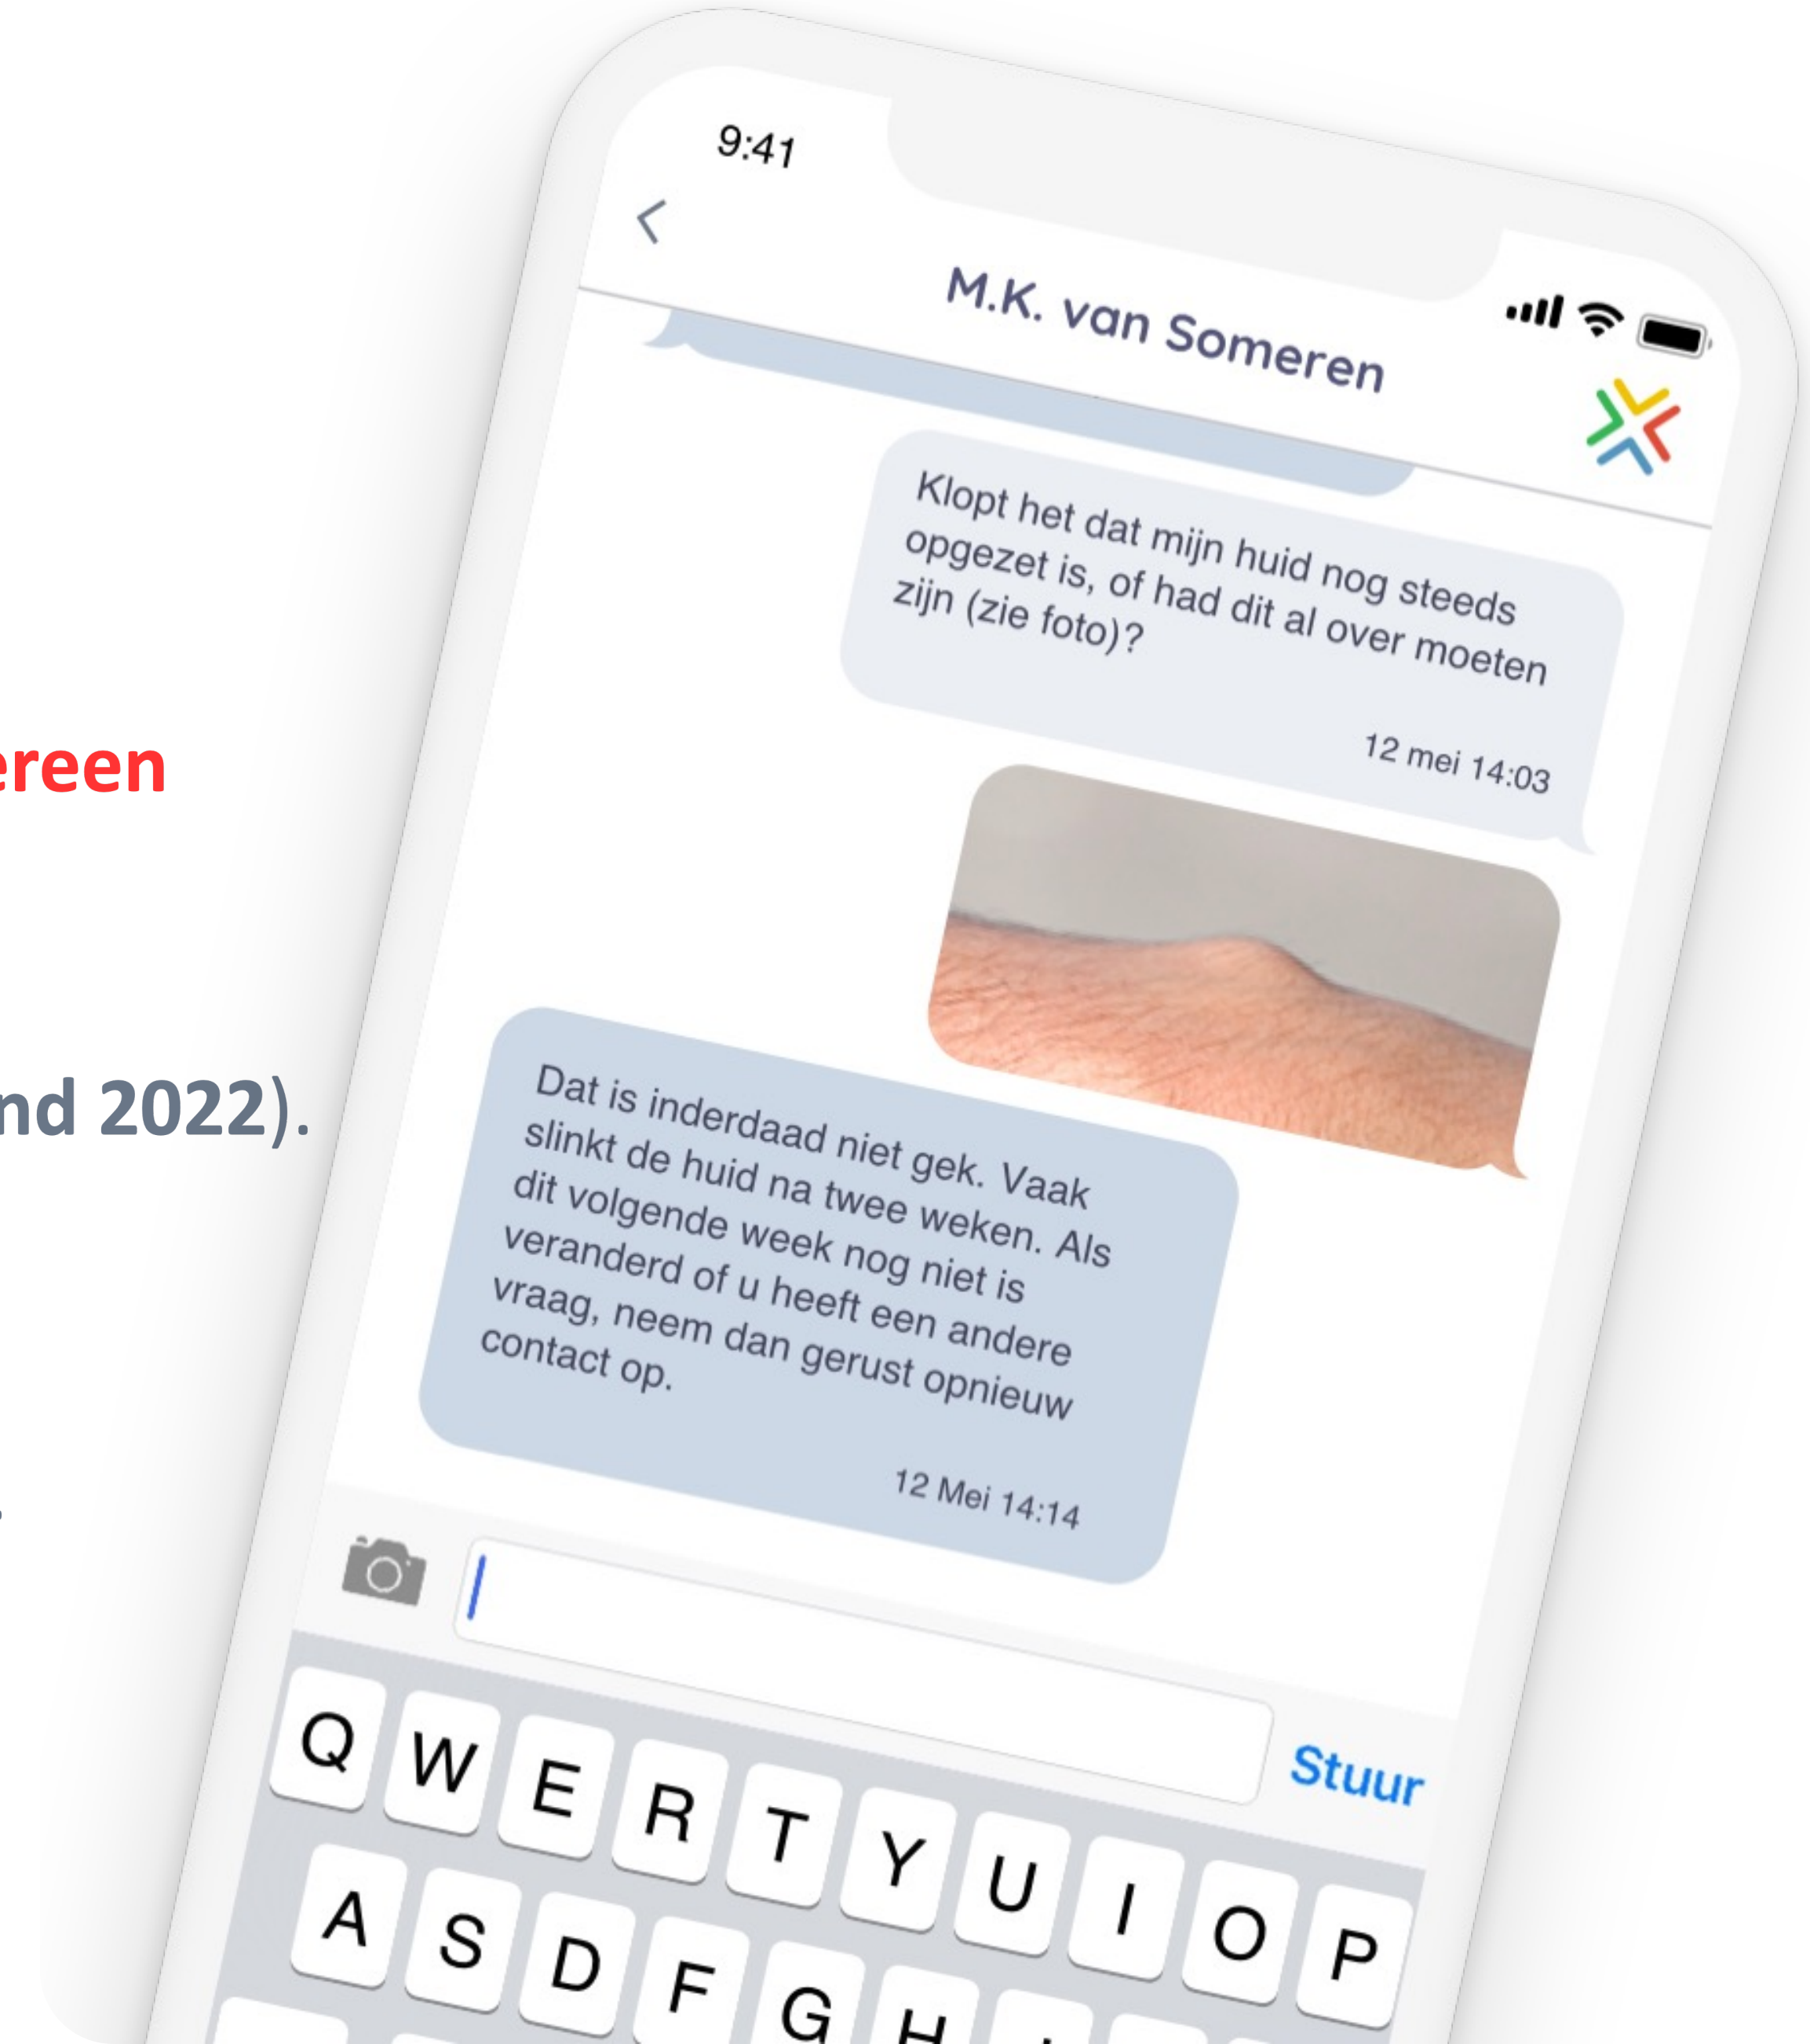 9:41
M.K. van Someren
Klopt het dat mijn huid nog steeds
opgezet is, of had dit al over moeten
zijn (zie foto)?
12 mei 14:03
ereen
nd 2022).
Dat is inderdaad niet gek. Vaak
slinkt de huid na twee weken. Als
dit volgende week nog niet is
veranderd of u heeft een andere
vraag, neem dan gerust opnieuw
contact op.
12 Mei 14:14
Stuur
Q W E R T Y U I O P
A S D F G H